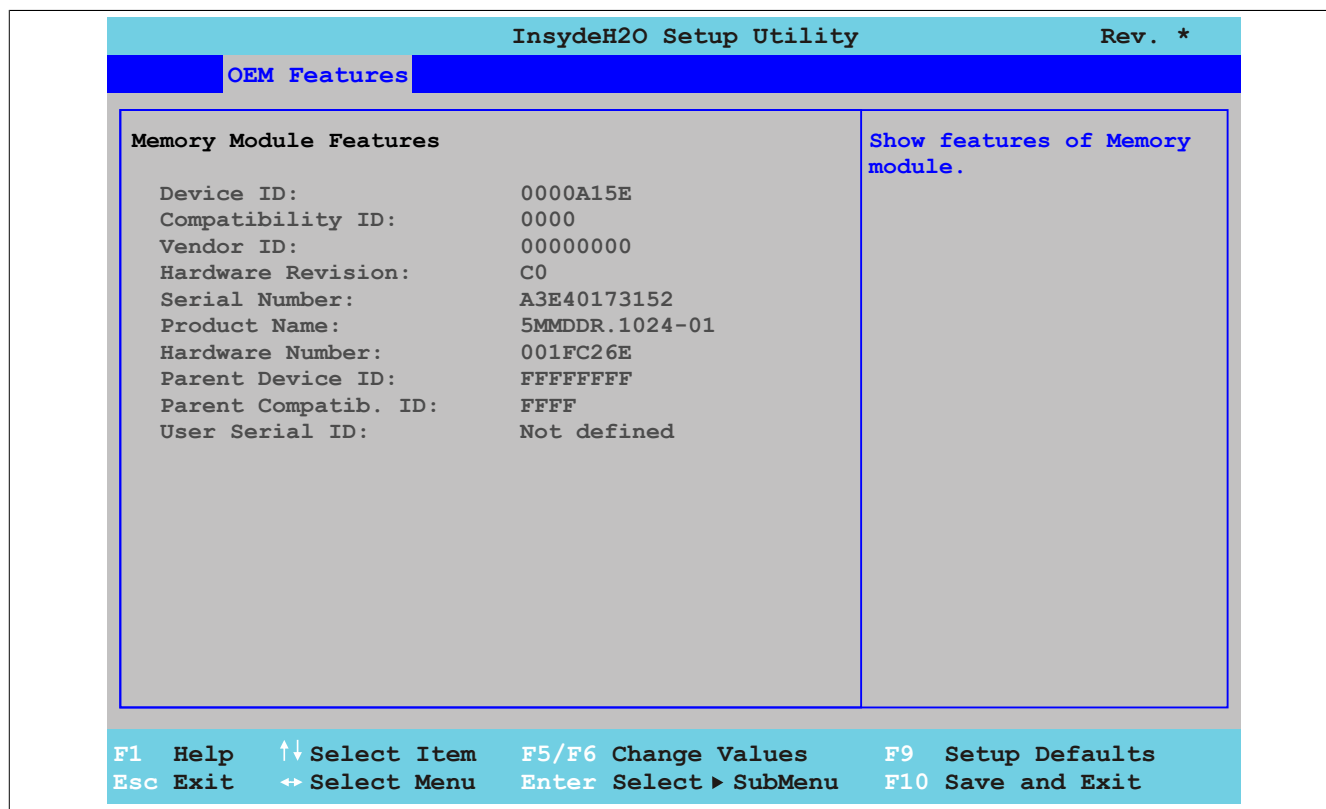 InsydeH2O Setup Utility Rev. *
OEM Features
Memory Module Features
Show features of Memory
module.
Device ID: 0000A15E
Compatibility ID: 0000
Vendor ID: 00000000
Hardware Revision: C0
Serial Number: A3E40173152
Product Name: 5MMDDR.1024-01
Hardware Number: 001FC26E
Parent Device ID: FFFFFFFF
Parent Compatib. ID: FFFF
User Serial ID: Not defined
F1 Help ↑↓ Select Item F5/F6 Change Values F9 Setup Defaults
Esc Exit ↔ Select Menu Enter Select ▶ SubMenu F10 Save and Exit